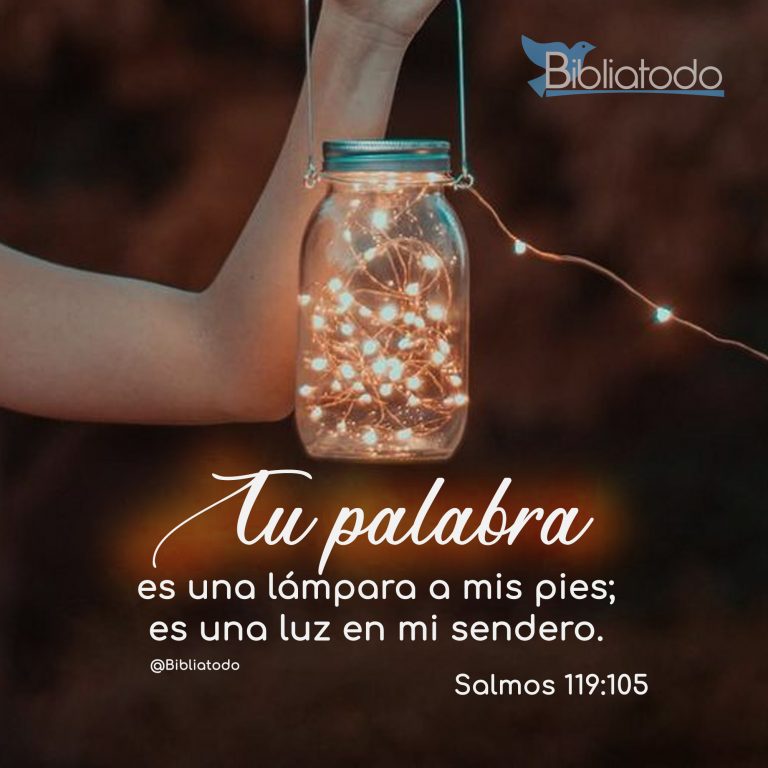 Bibliatodo
Tu palabra
es una lámpara a mis pies;
es una luz en mi sendero.
@Bibliatodo
Salmos 119:105